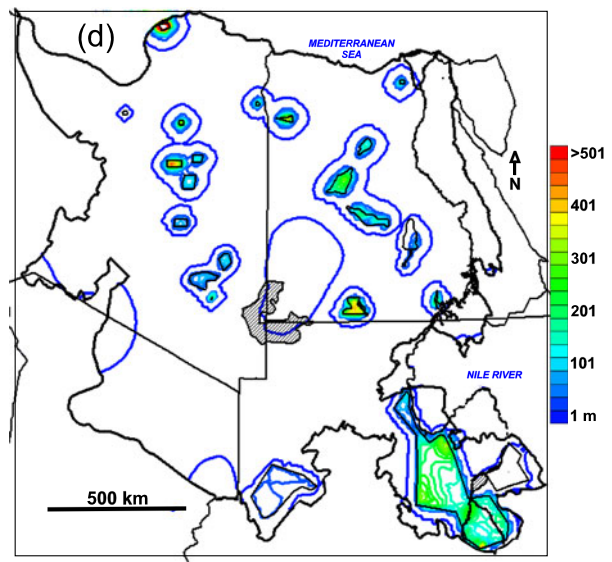 (d)
MEDITERRANEAN
SEA
N
>501
401
301
201
101
1 m
NILE RIVER
500 km